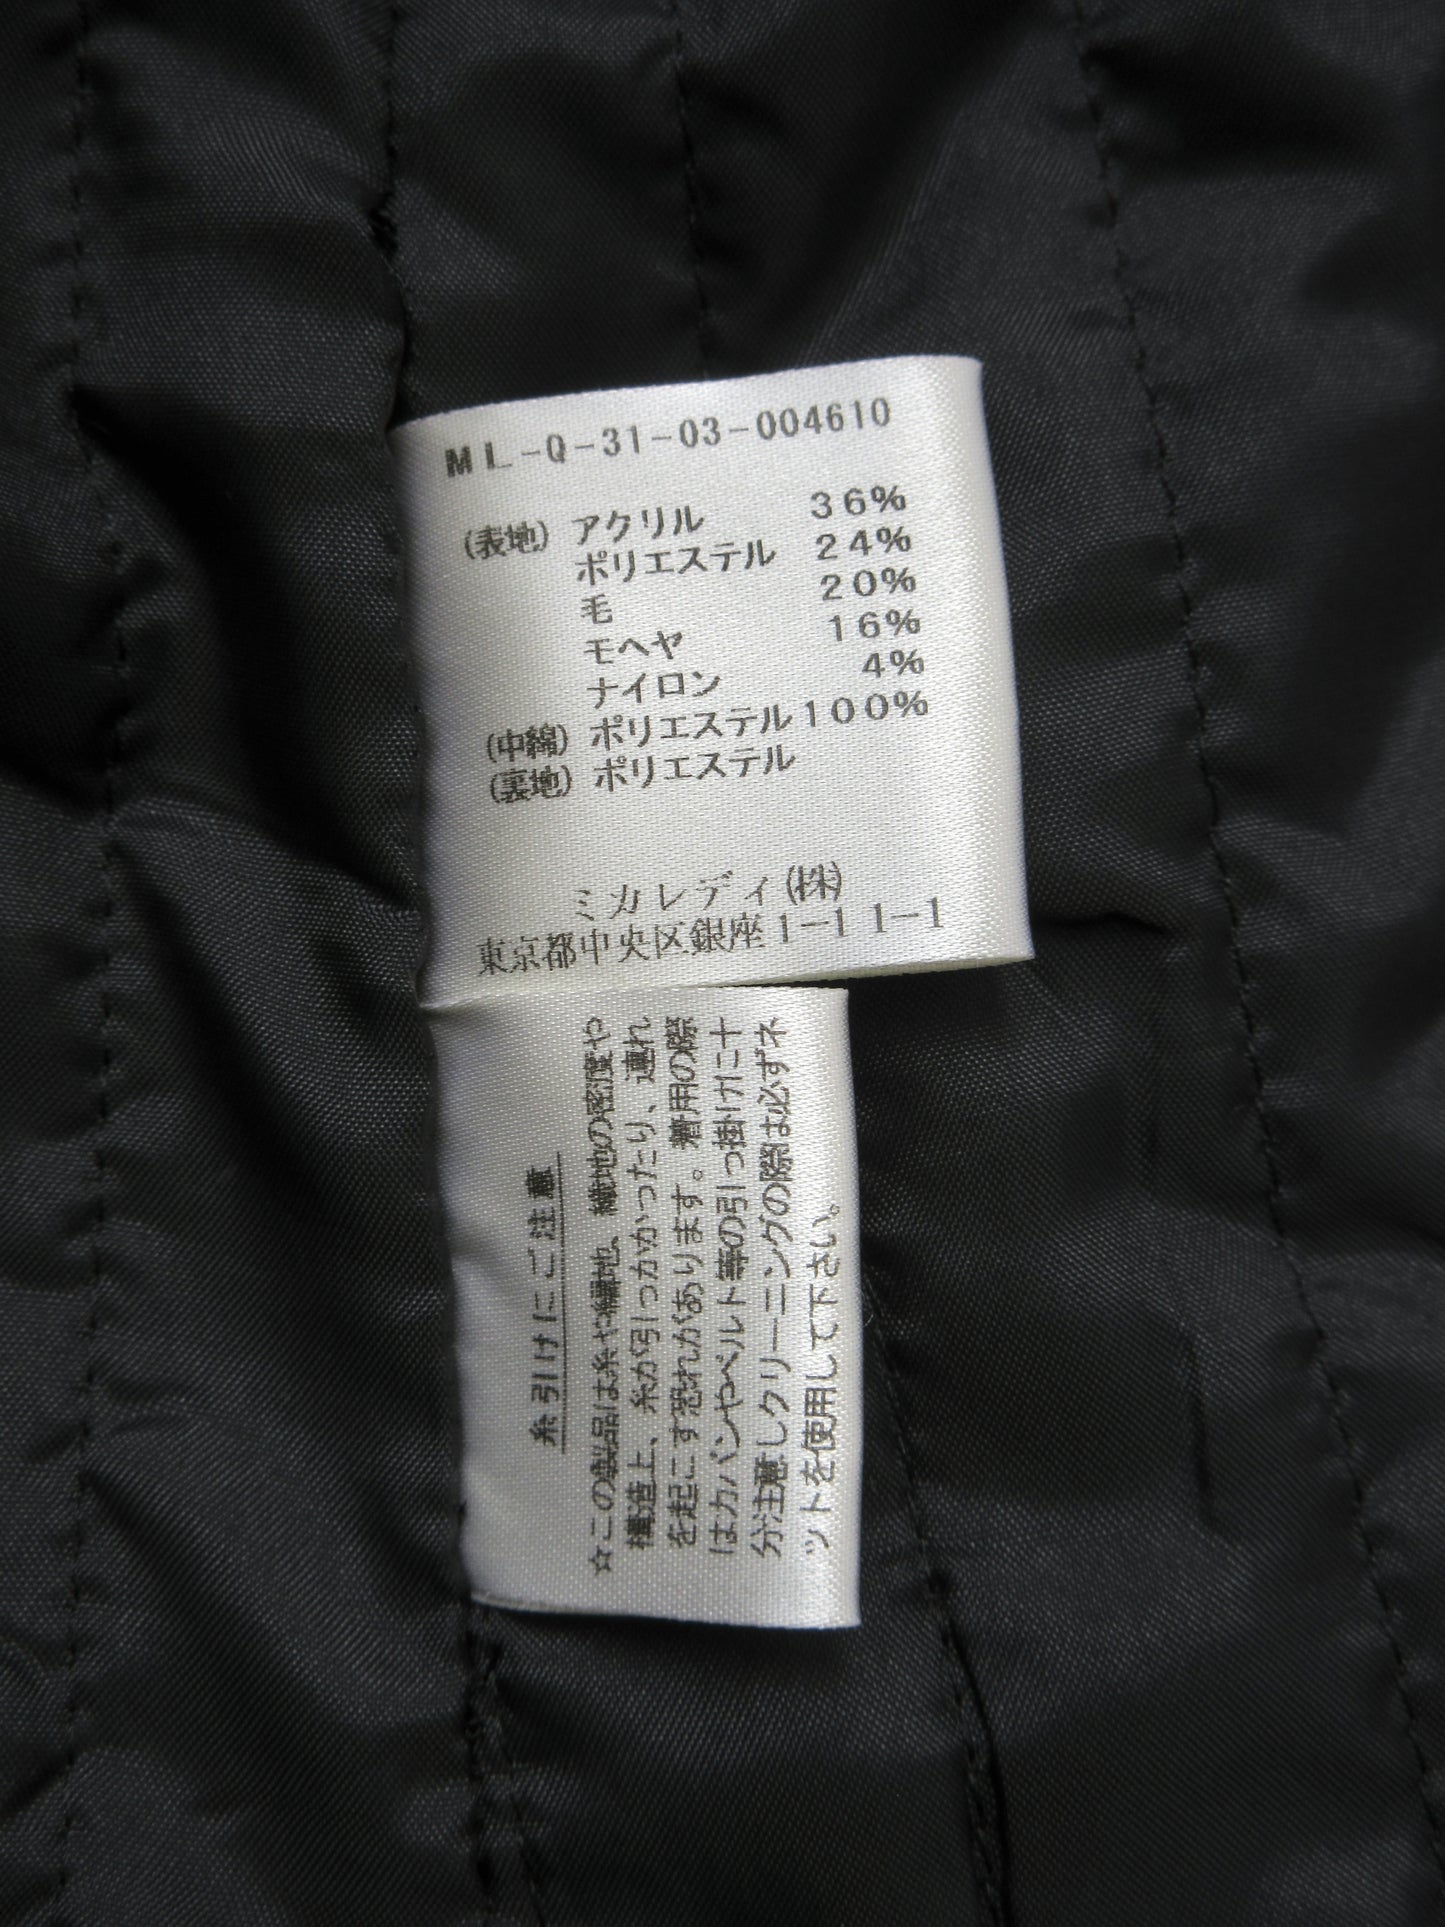 ML-Q-31-03-004610
(表地) アクリル 36%
ポリエステル 24%
毛 20%
モヘヤ 16%
ナイロン 4%
(中綿) ポリエステル 100%
(裏地) ポリエステル
ミカレディ(株)
東京都中央区銀座1-11-1
糸引けにご注意
☆この製品は糸や編地、織地の密度や
構造上、糸が引っかかったり、連れ
を起こす恐れがあります。着用の際
はカバンやベルト等の引っ掛けに十
分注意しクリーニングの際は必ずネ
ットを使用して下さい。